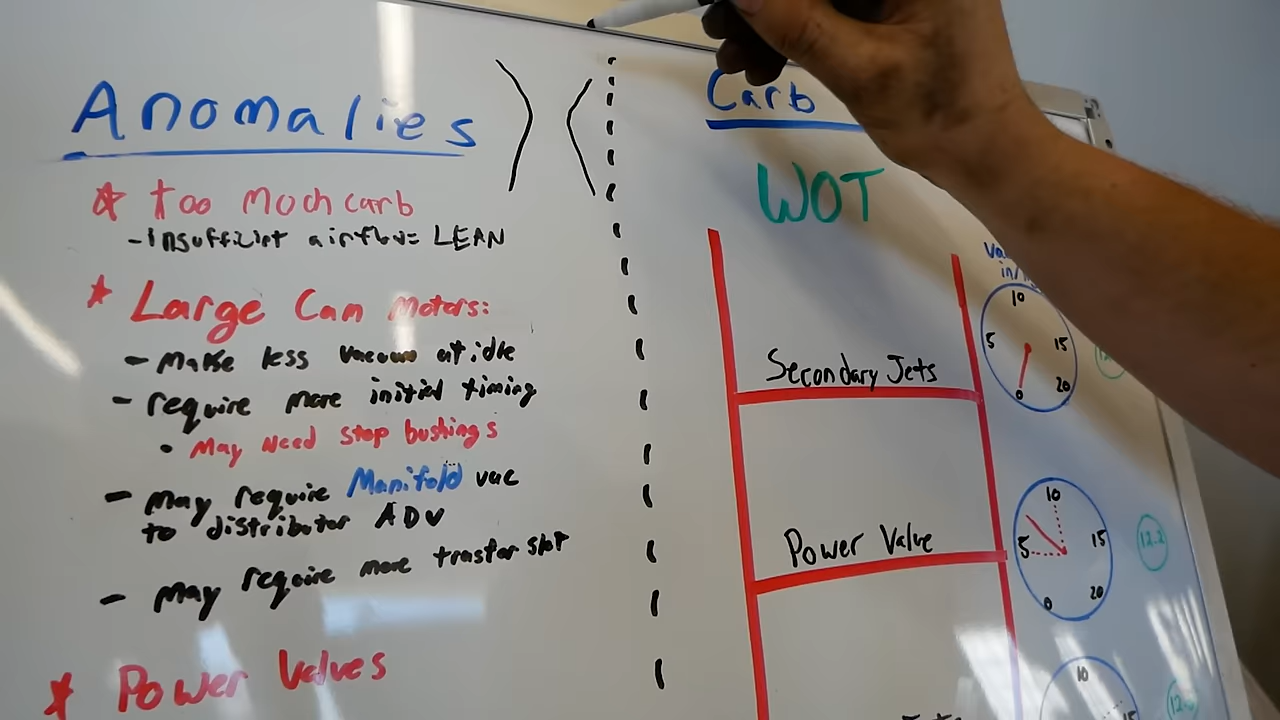 Anomalies
* Too Moch carb
- Insufficient airflow = LEAN
* Large Cam Motors:
- Make less vacuum at idle
- require more initial timing
• May Need stop bushings
- may require Manifold vac
to distributor ADV
- may require more transfer slot
* Power Valves
Carb
WOT
Secondary Jets
Power Valve
10
5
15
0
20
10
5
15
0
20
12.2
10
15